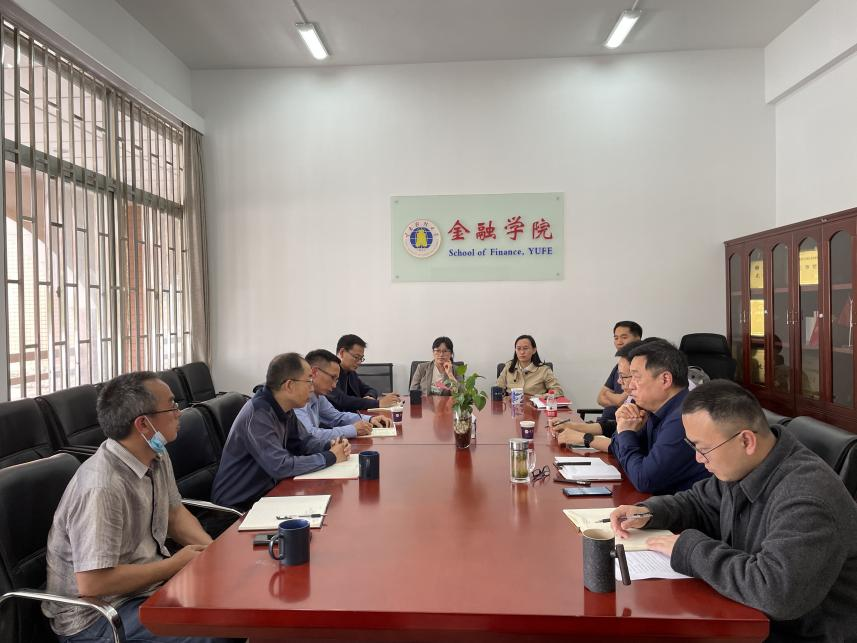 金融学院
School of Finance, YUFE